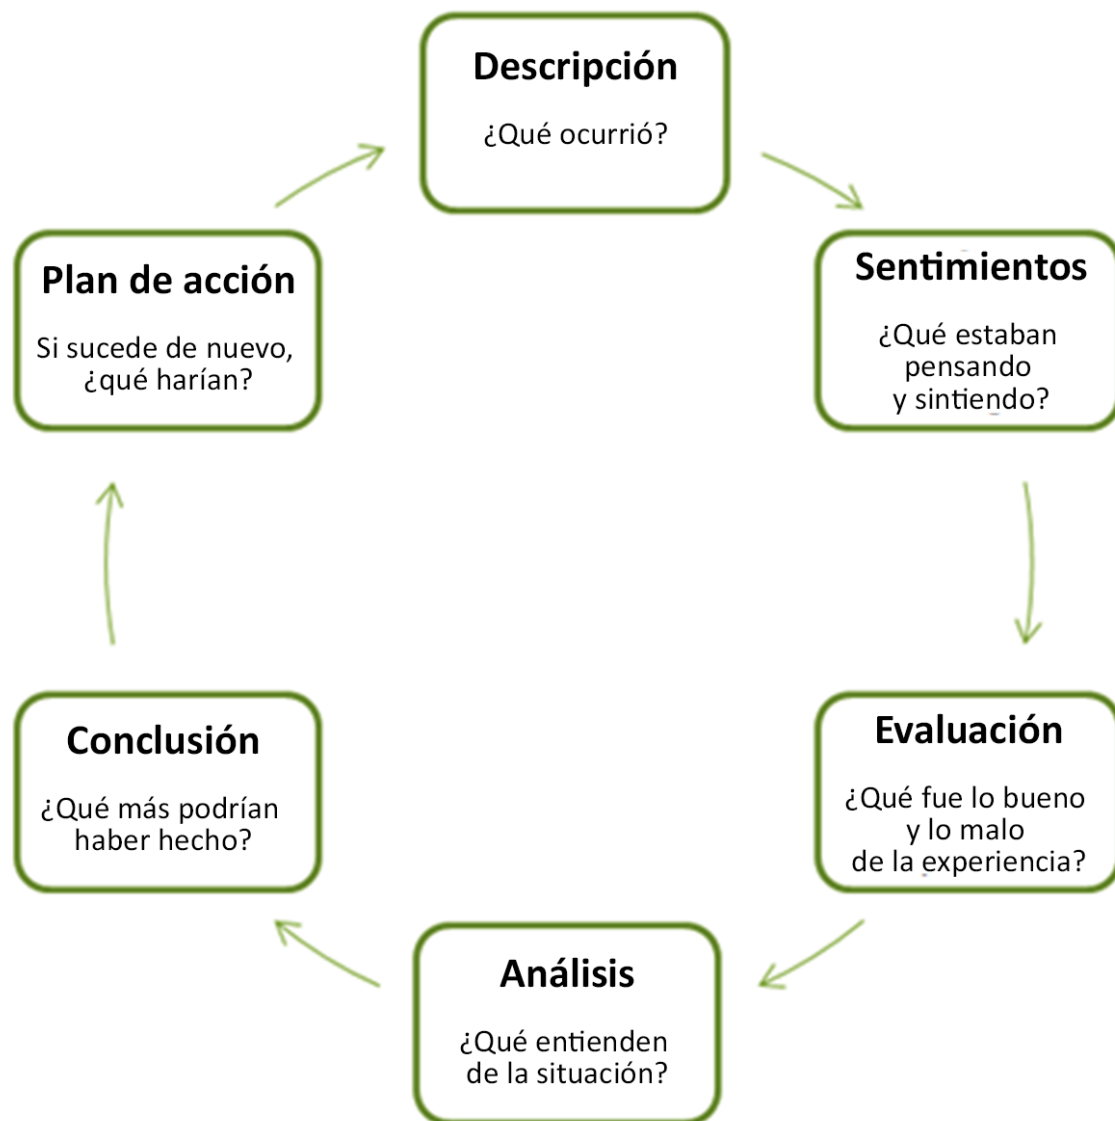 Descripción
¿Qué ocurrió?
Sentimientos
¿Qué estaban
pensando
y sintiendo?
Evaluación
¿Qué fue lo bueno
y lo malo
de la experiencia?
Análisis
¿Qué entienden
de la situación?
Conclusión
¿Qué más podrían
haber hecho?
Plan de acción
Si sucede de nuevo,
¿qué harían?